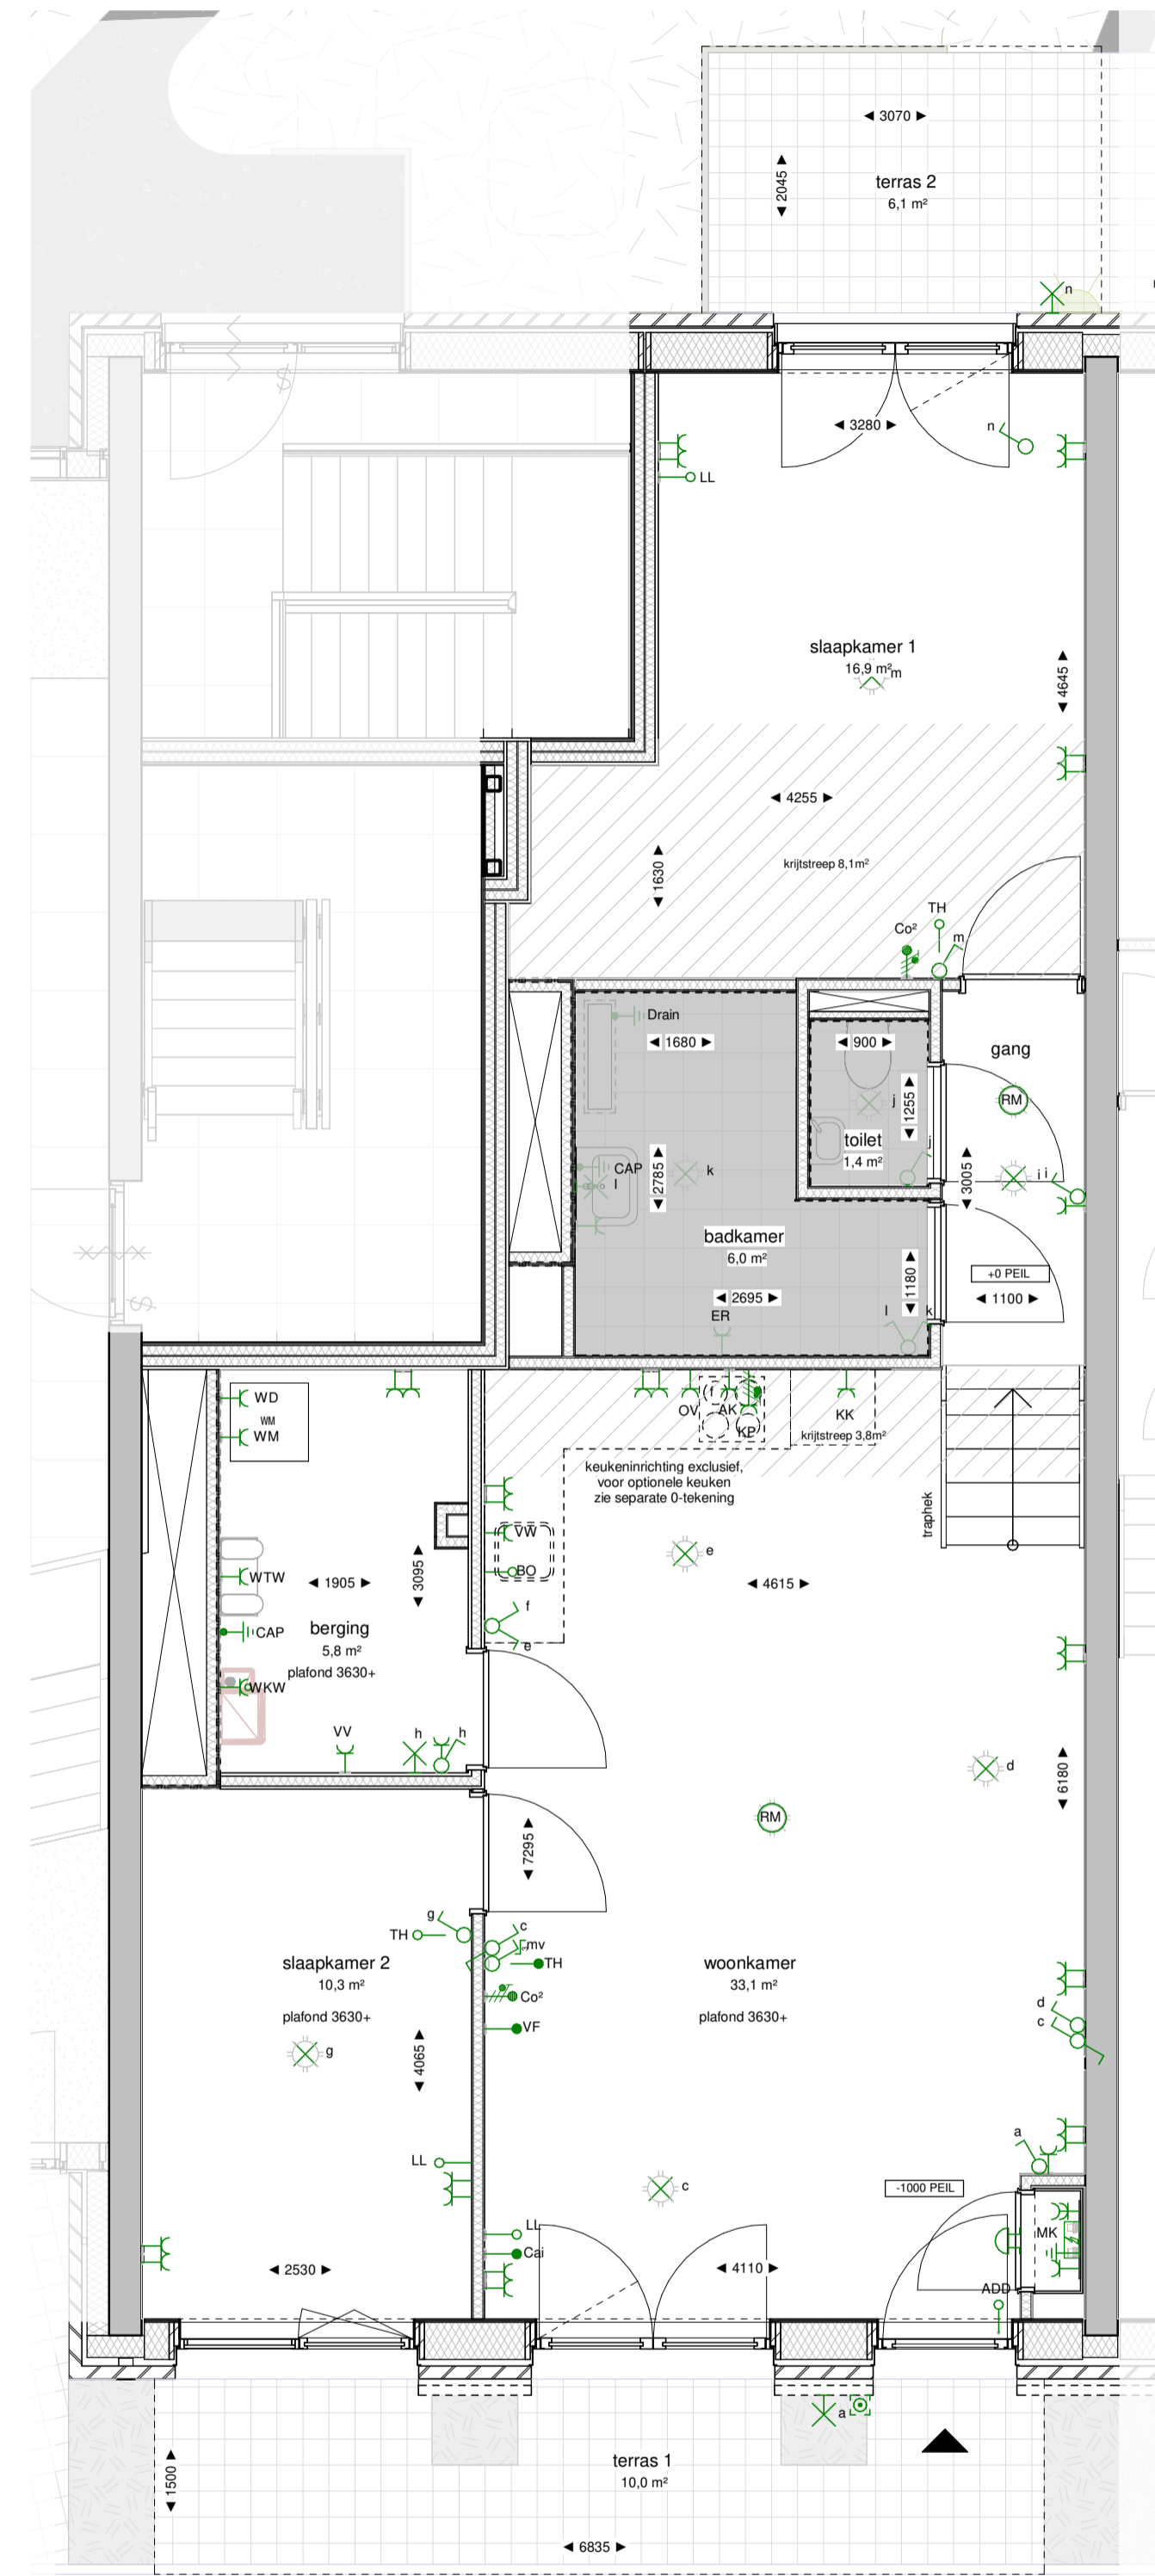 3070
2045
terras 2
6,1 m²
n
3280
n
LL
slaapkamer 1
16,9 m²
m
4645
4255
1630
krijtstreep 8,1m²
TH
Co²
m
Drain
1680
900
gang
RM
1255
j
toilet
1,4 m²
j
CAP
l
2785
k
3005
i
i
badkamer
6,0 m²
+0 PEIL
1180
2695
1100
ER
l
k
WD
WM
WM
OV
f
AK
KP
KK
krijtstreep 3,8m²
keukeninrichting exclusief,
voor optionele keuken
zie separate 0-tekening
traphek
VW
e
BO
WTW
1905
3095
4615
f
CAP
berging
5,8 m²
plafond 3630+
e
WKW
VV
h
h
d
6180
RM
7295
g
TH
c
mv
TH
slaapkamer 2
10,3 m²
plafond 3630+
woonkamer
33,1 m²
plafond 3630+
Co²
VF
d
c
g
4065
a
LL
c
-1000 PEIL
LL
Cai
MK
2530
4110
ADD
a
terras 1
10,0 m²
1500
6835